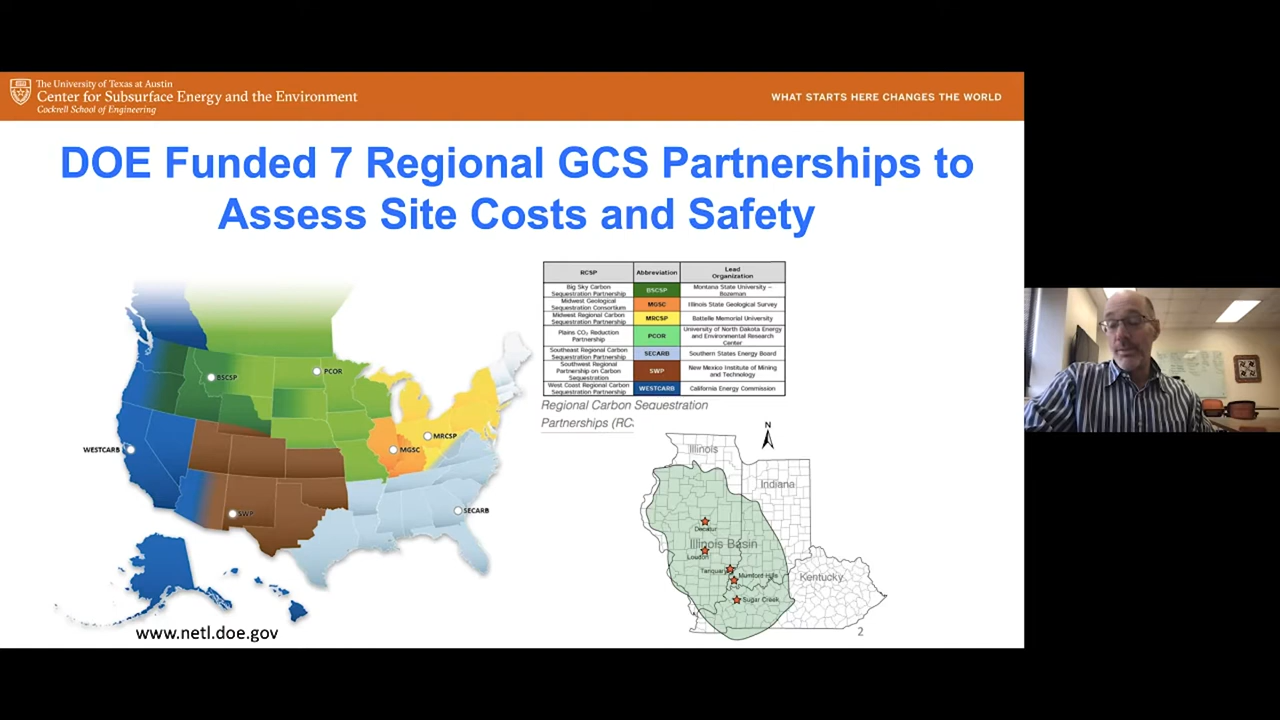 The University of Texas at Austin
Center for Subsurface Energy and the Environment
Cockrell School of Engineering
WHAT STARTS HERE CHANGES THE WORLD
DOE Funded 7 Regional GCS Partnerships to
Assess Site Costs and Safety
RCSP
Abbreviation
Lead
Organization
Big Sky Carbon
Sequestration Partnership
BSCSP
Montana State University –
Bozeman
Midwest Geological
Sequestration Consortium
MGSC
Illinois State Geological Survey
Midwest Regional Carbon
Sequestration Partnership
MRCSP
Battelle Memorial University
Plains CO₂ Reduction
Partnership
PCOR
University of North Dakota Energy
and Environmental Research
Center
Southeast Regional Carbon
Sequestration Partnership
SECARB
Southern States Energy Board
Southwest Regional
Partnership on Carbon
Sequestration
SWP
New Mexico Institute of Mining
and Technology
West Coast Regional Carbon
Sequestration Partnership
WESTCARB
California Energy Commission
Regional Carbon Sequestration
Partnerships (RC
BSCSP
PCOR
WESTCARB
MRCSP
MGSC
SWP
SECARB
www.netl.doe.gov
N
Illinois
Indiana
Decatur
Illinois Basin
Loudon
Tanquary
Mumford Hills
Kentucky
Sugar Creek
2